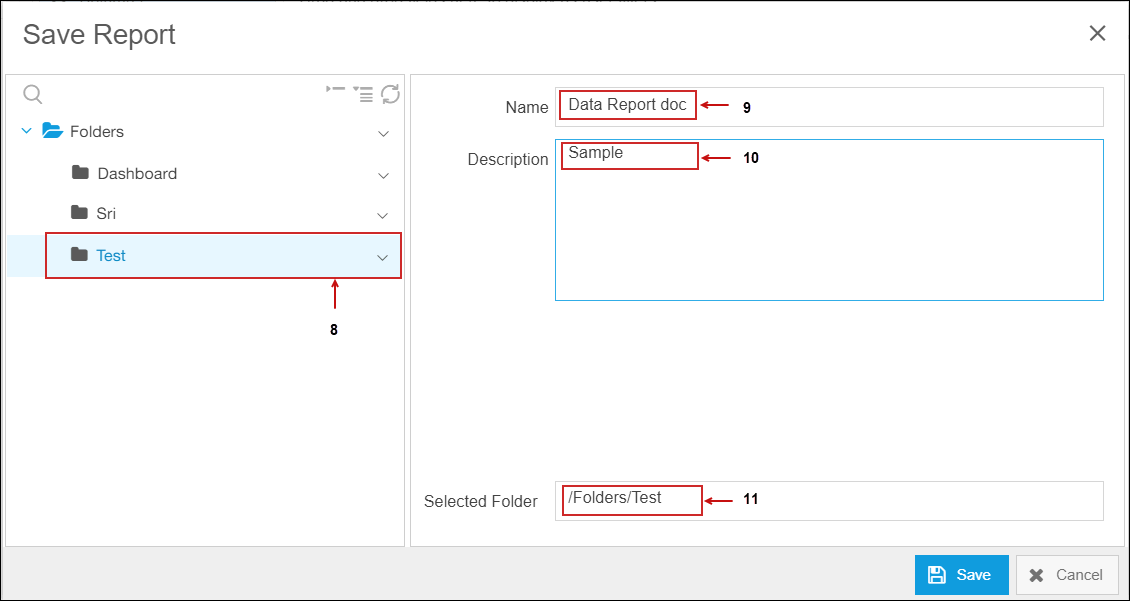 Save Report
Folders
Dashboard
Sri
Test
8
Name
Data Report doc
9
Description
Sample
10
Selected Folder
/Folders/Test
11
Save
Cancel